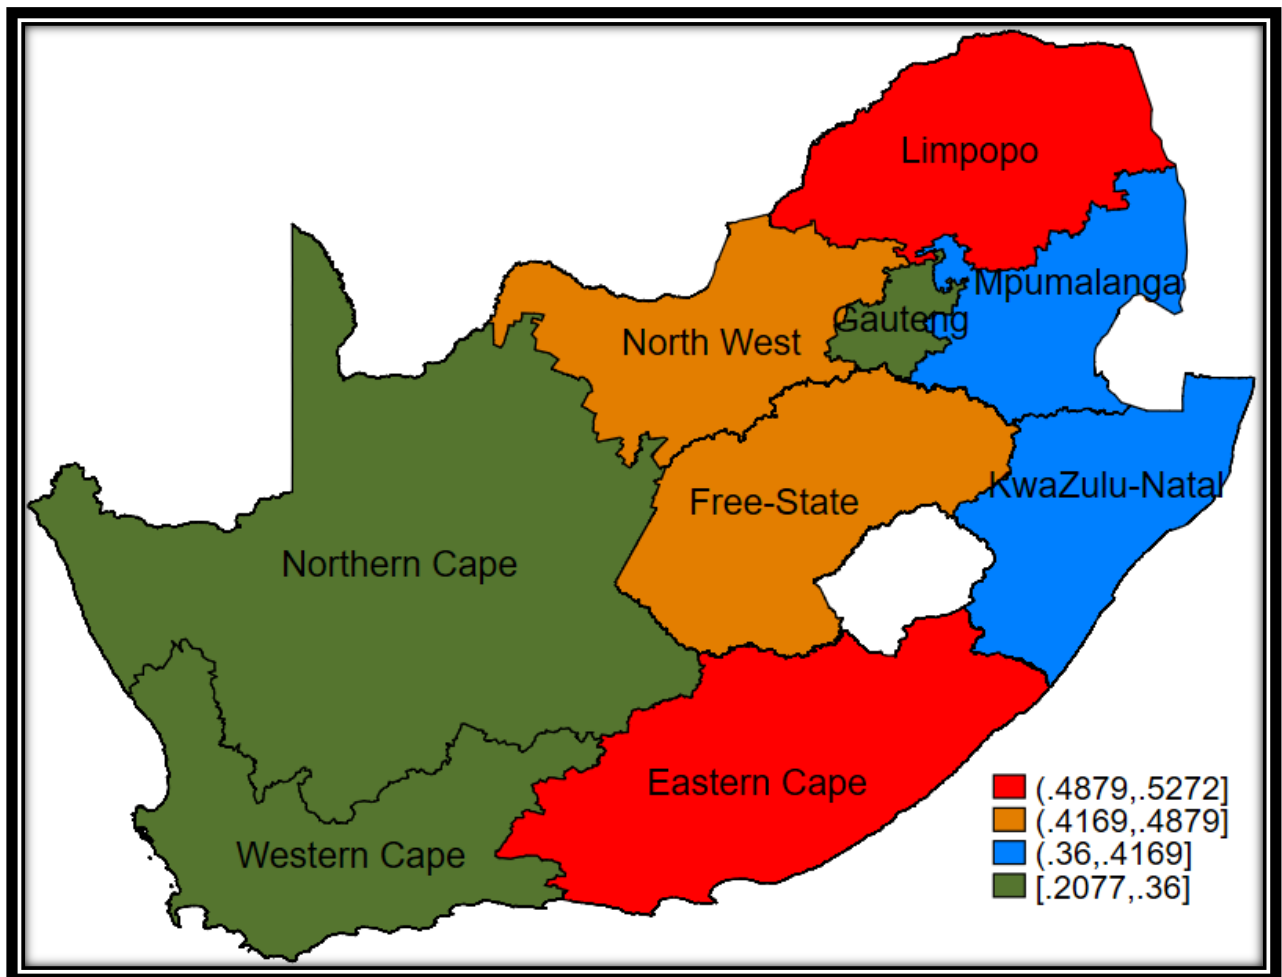 Limpopo
Mpumalanga
Gauteng
North West
KwaZulu-Natal
Free-State
Northern Cape
Eastern Cape
Western Cape
(.4879,.5272]
(.4169,.4879]
(.36,.4169]
[.2077,.36]